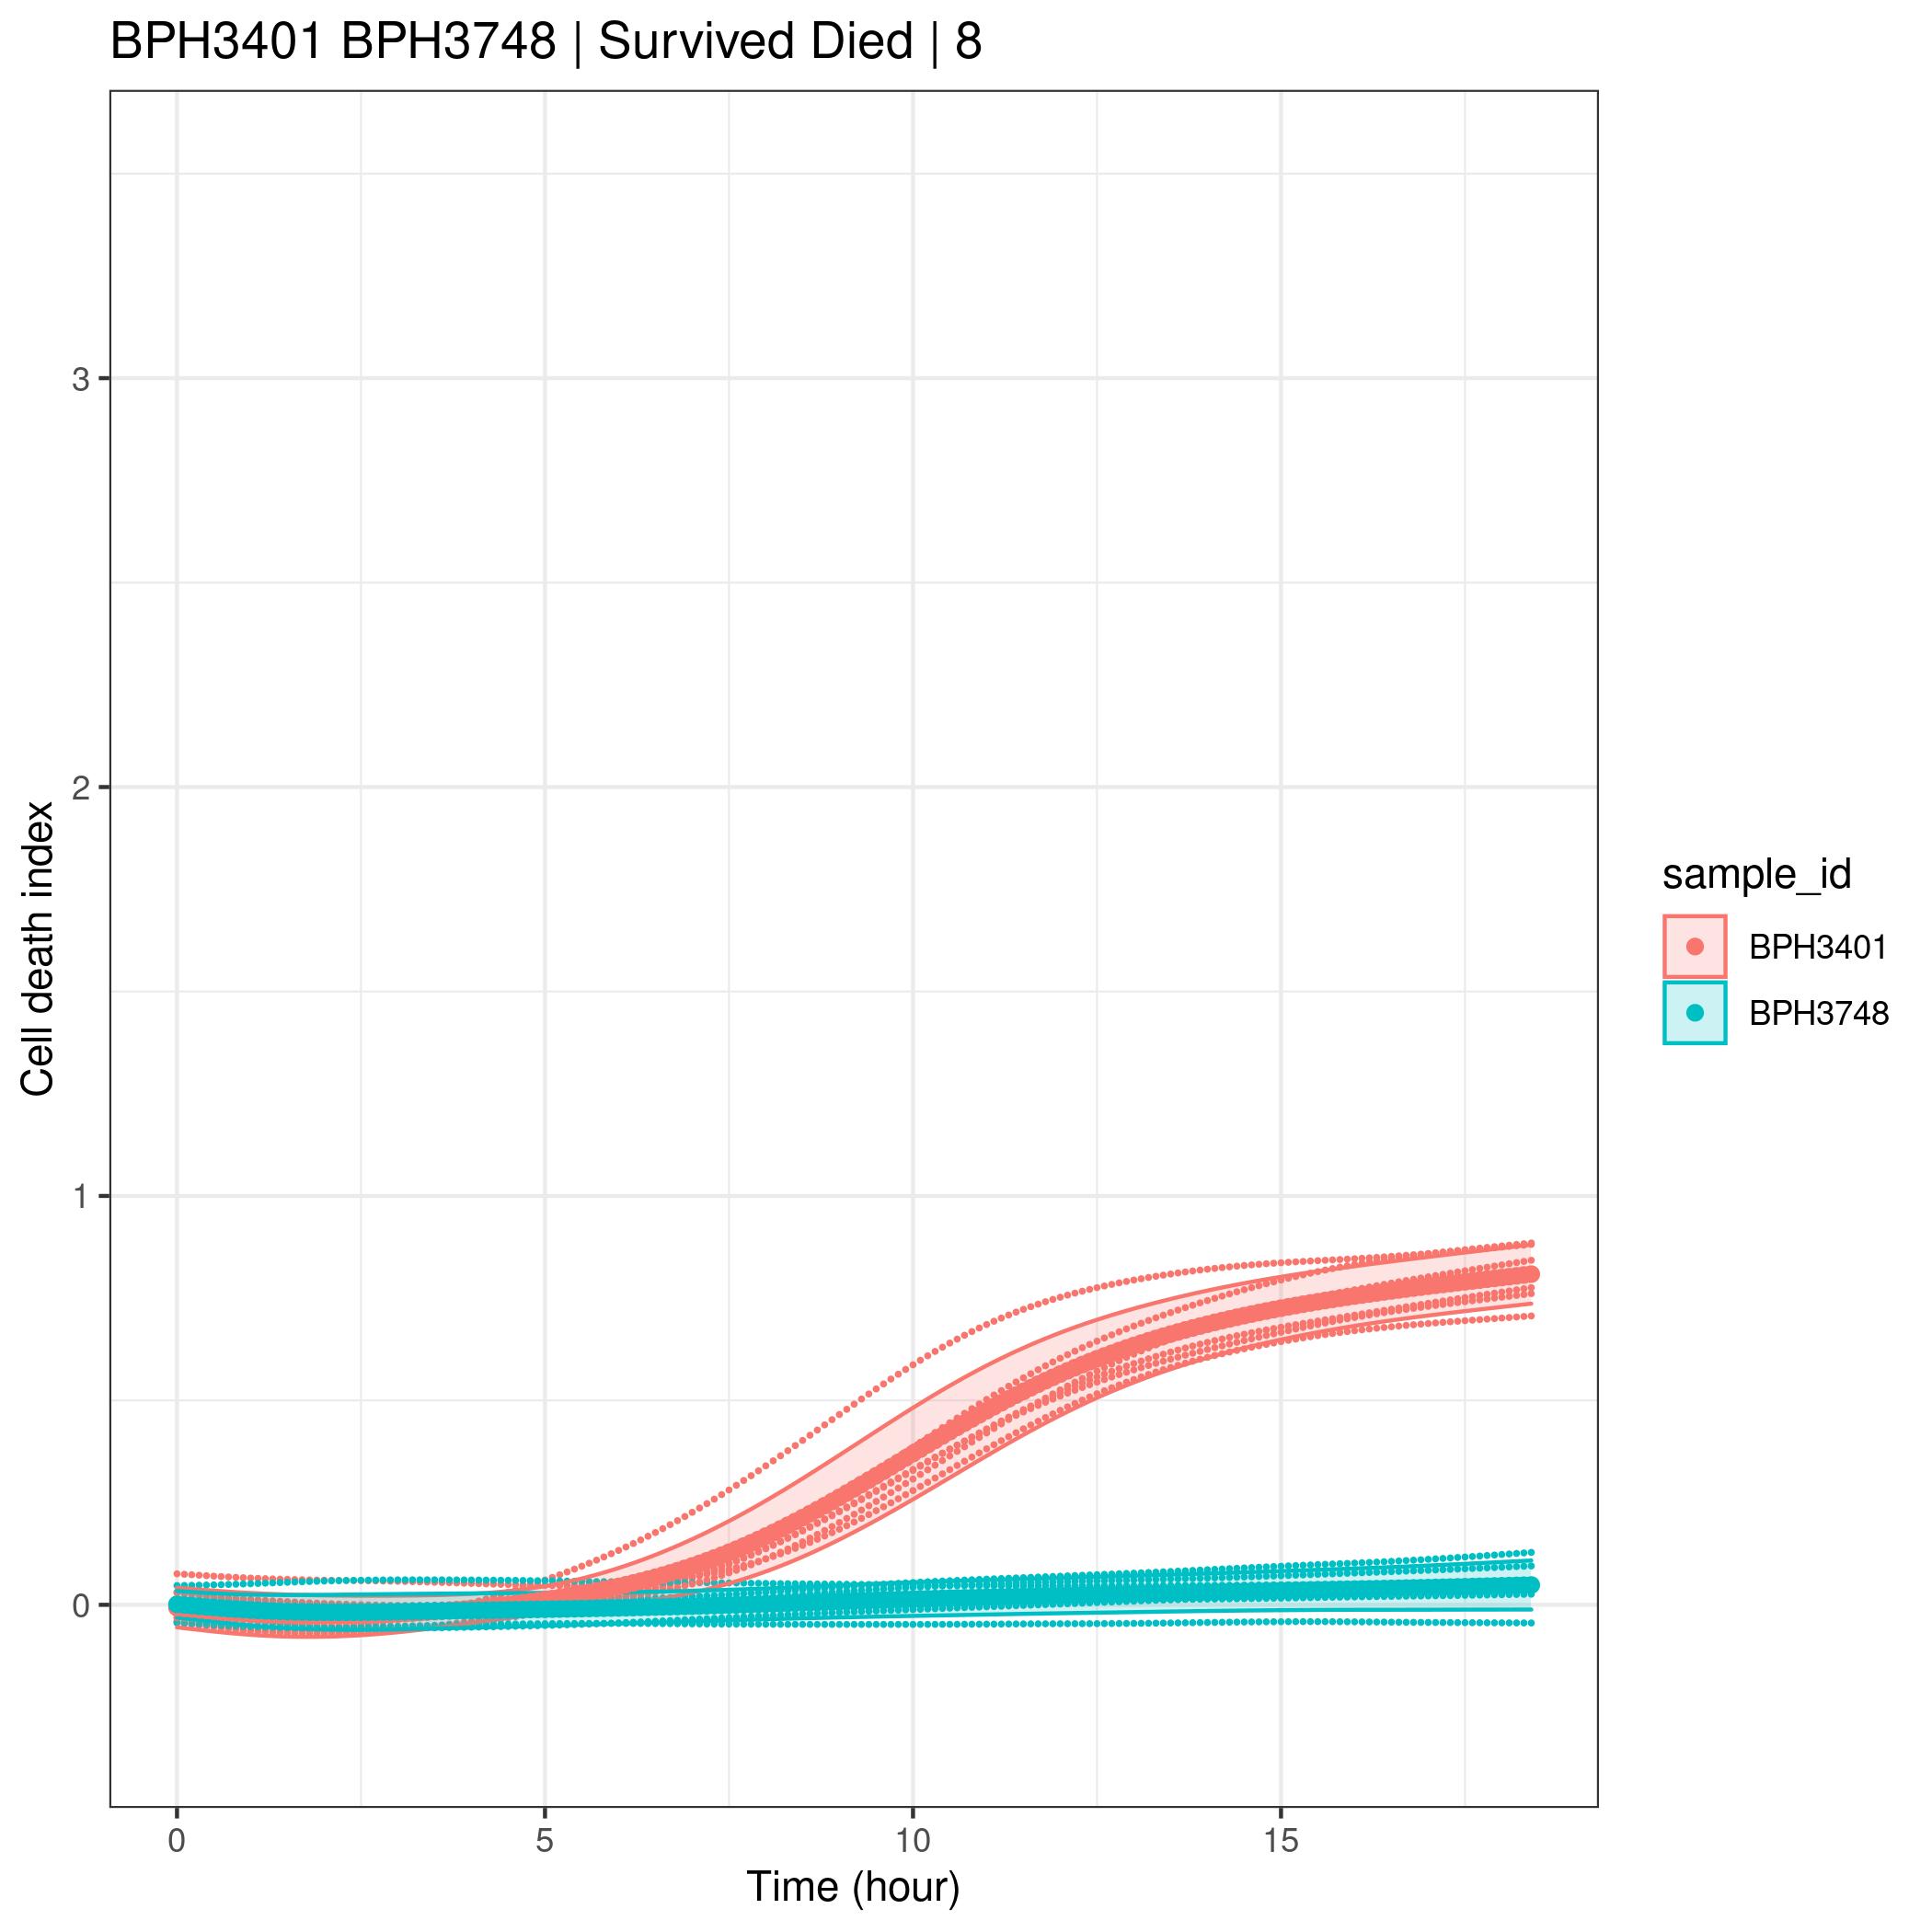 BPH3401 BPH3748 | Survived Died | 8
Cell death index
3
2
1
0
0 5 10 15
Time (hour)
sample_id
BPH3401
BPH3748